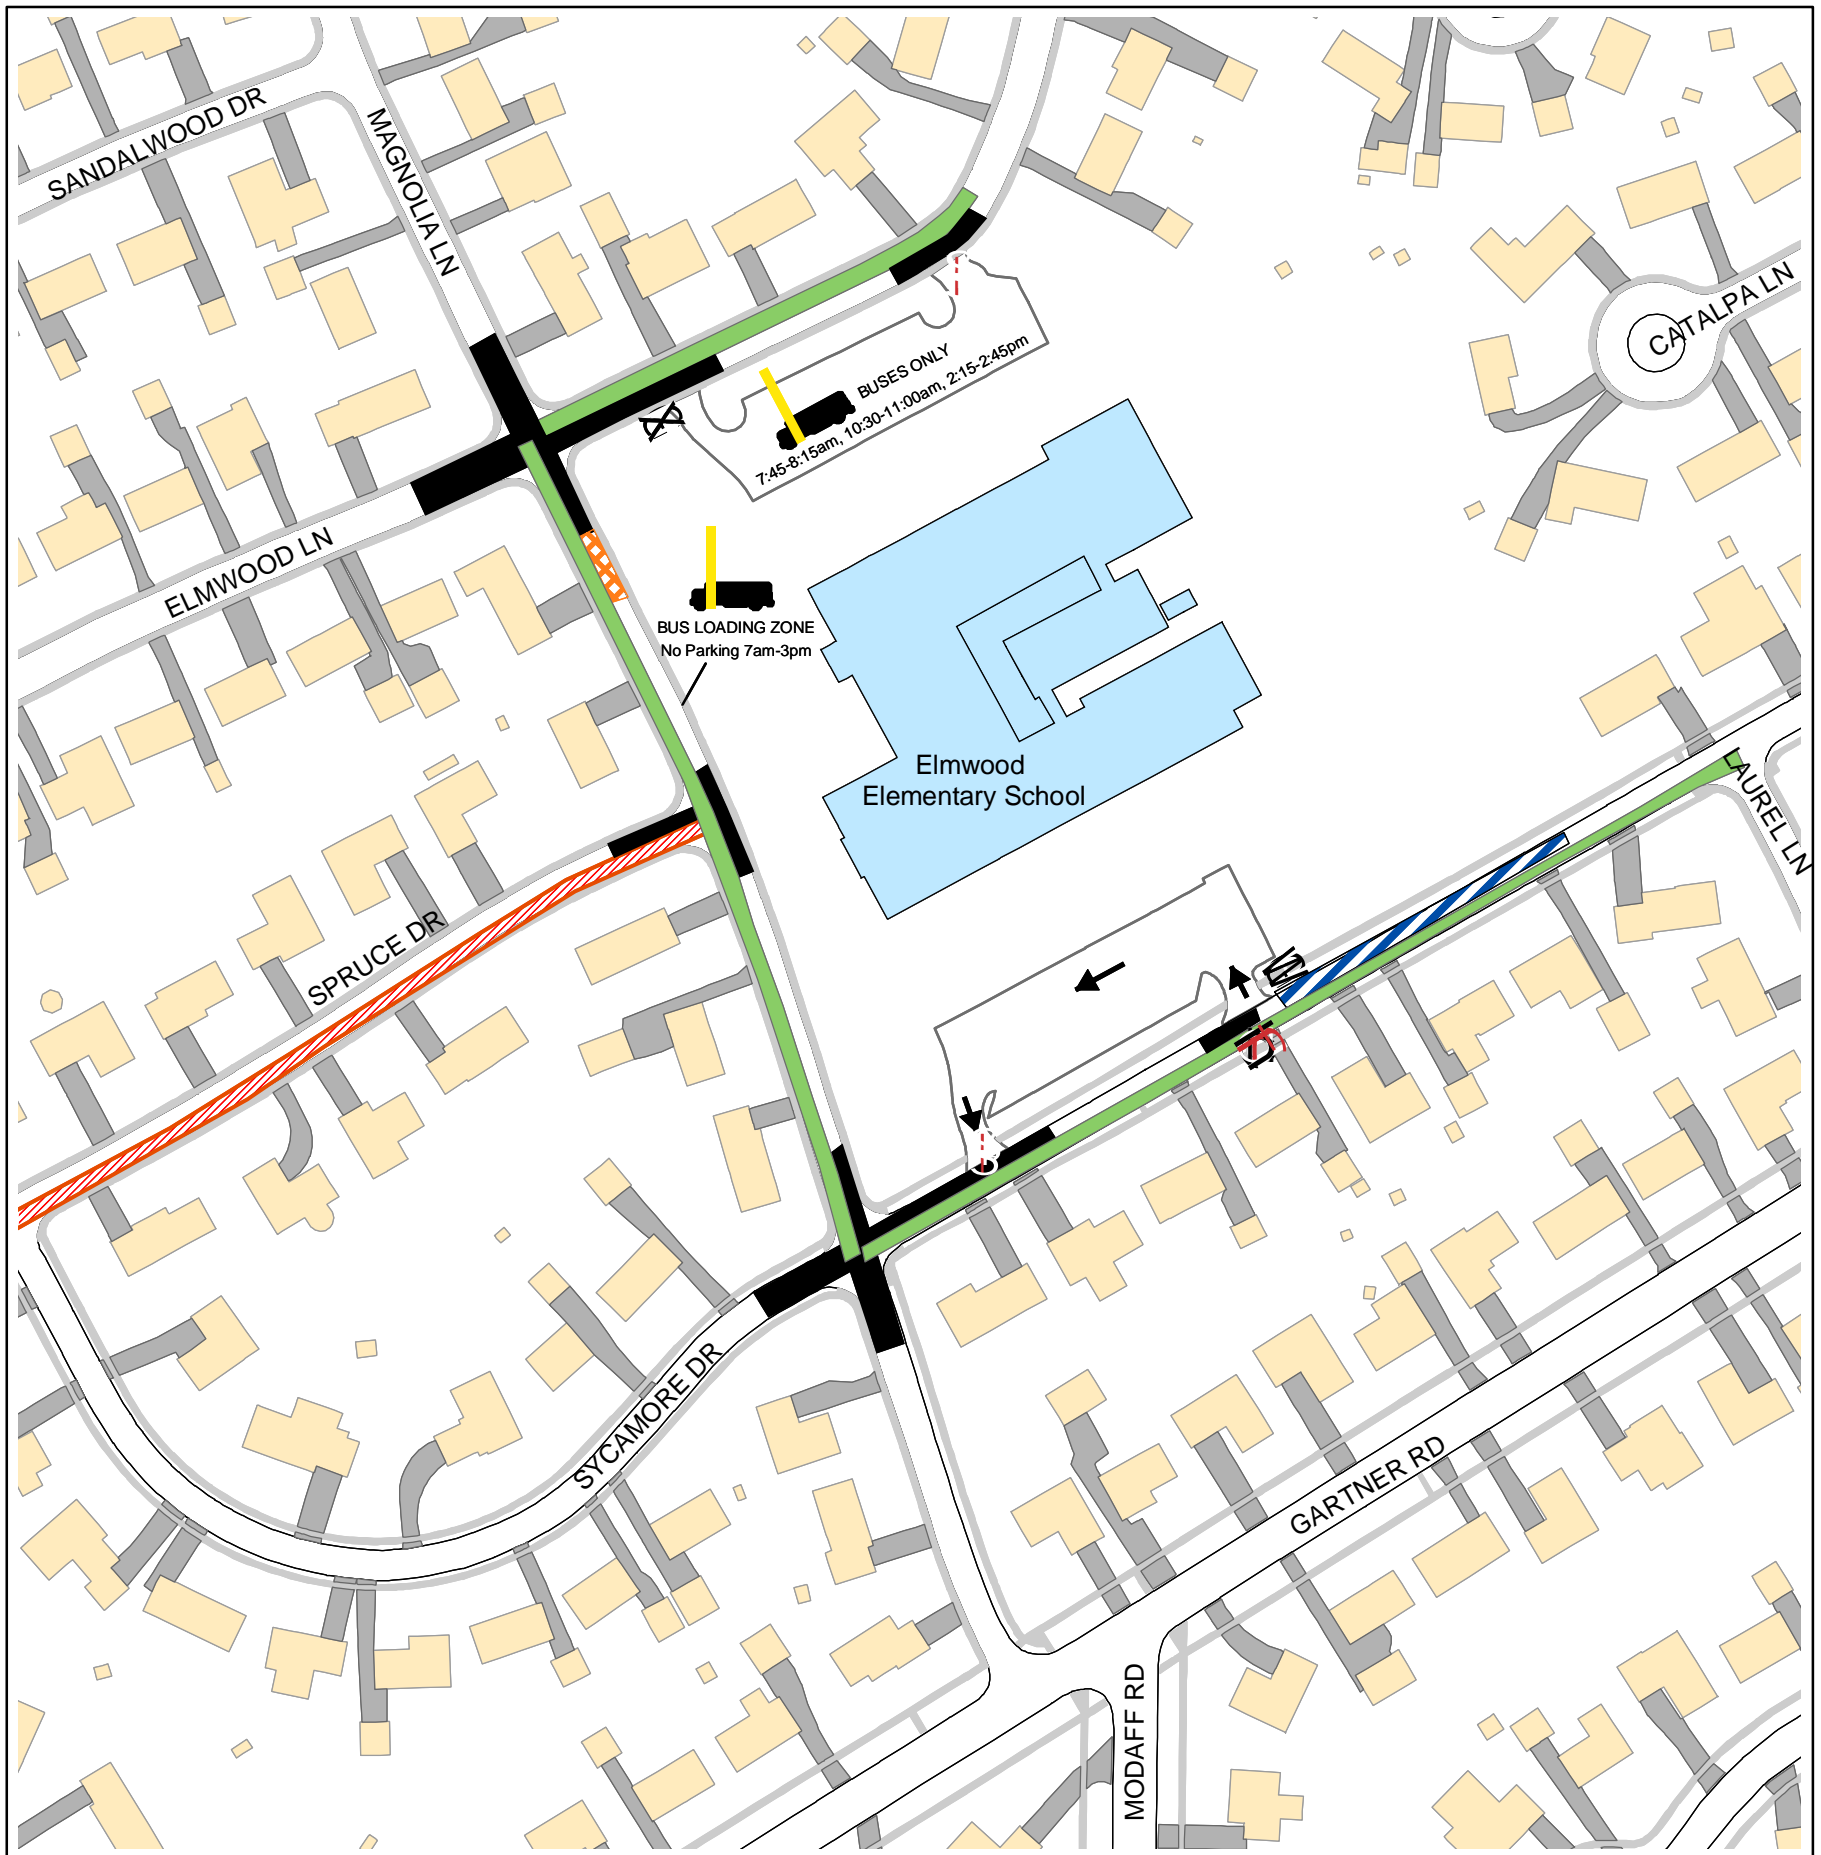 SANDALWOOD DR
MAGNOLIA LN
CATALPA LN
BUSES ONLY
7:45-8:15am, 10:30-11:00am, 2:15-2:45pm
ELMWOOD LN
BUS LOADING ZONE
No Parking 7am-3pm
Elmwood
Elementary School
LAUREL LN
SPRUCE DR
SYCAMORE DR
GARTNER RD
MODAFF RD